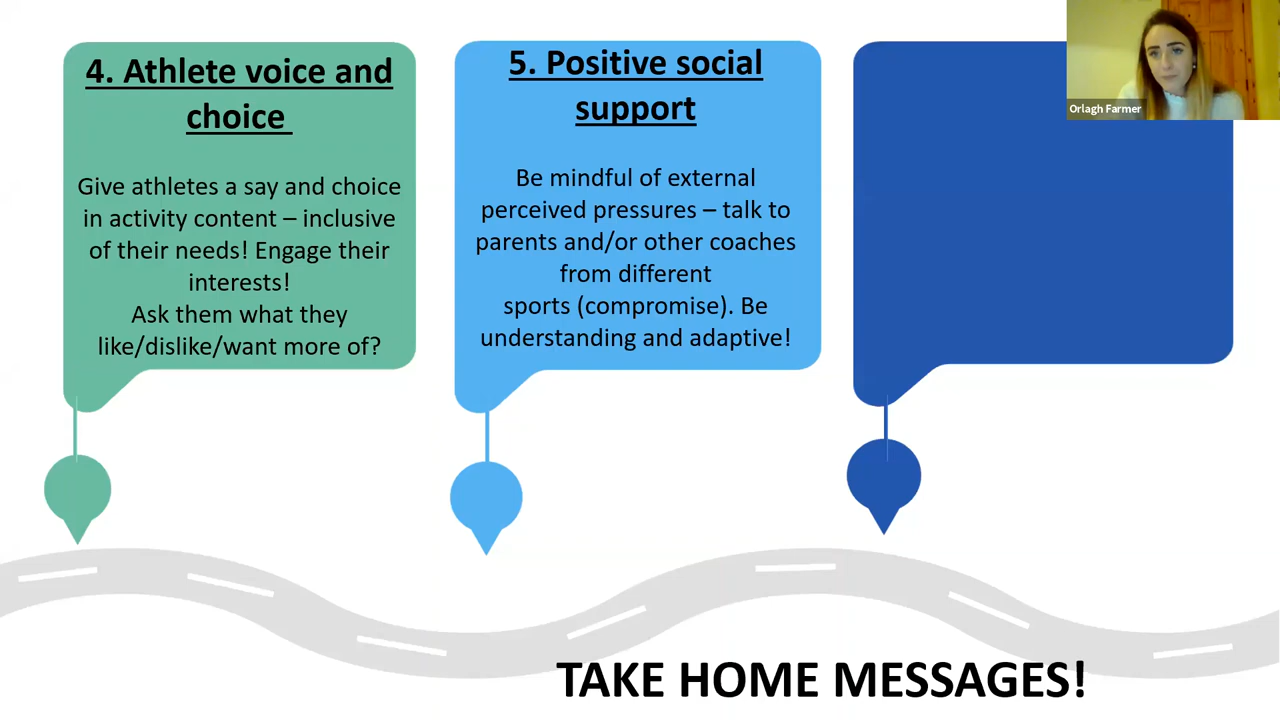 4. Athlete voice and
choice
Give athletes a say and choice
in activity content – inclusive
of their needs! Engage their
interests!
Ask them what they
like/dislike/want more of?
5. Positive social
support
Be mindful of external
perceived pressures – talk to
parents and/or other coaches
from different
sports (compromise). Be
understanding and adaptive!
Orlagh Farmer
TAKE HOME MESSAGES!